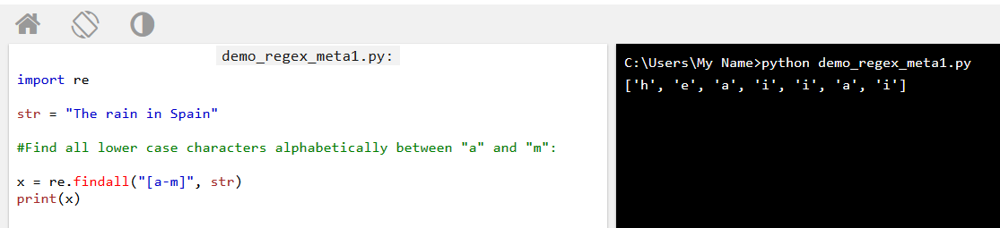 demo_regex_meta1.py:
import re
str = "The rain in Spain"
#Find all lower case characters alphabetically between "a" and "m":
x = re.findall("[a-m]", str)
print(x)
C:\Users\My Name>python demo_regex_meta1.py
['h', 'e', 'a', 'i', 'i', 'a', 'i']